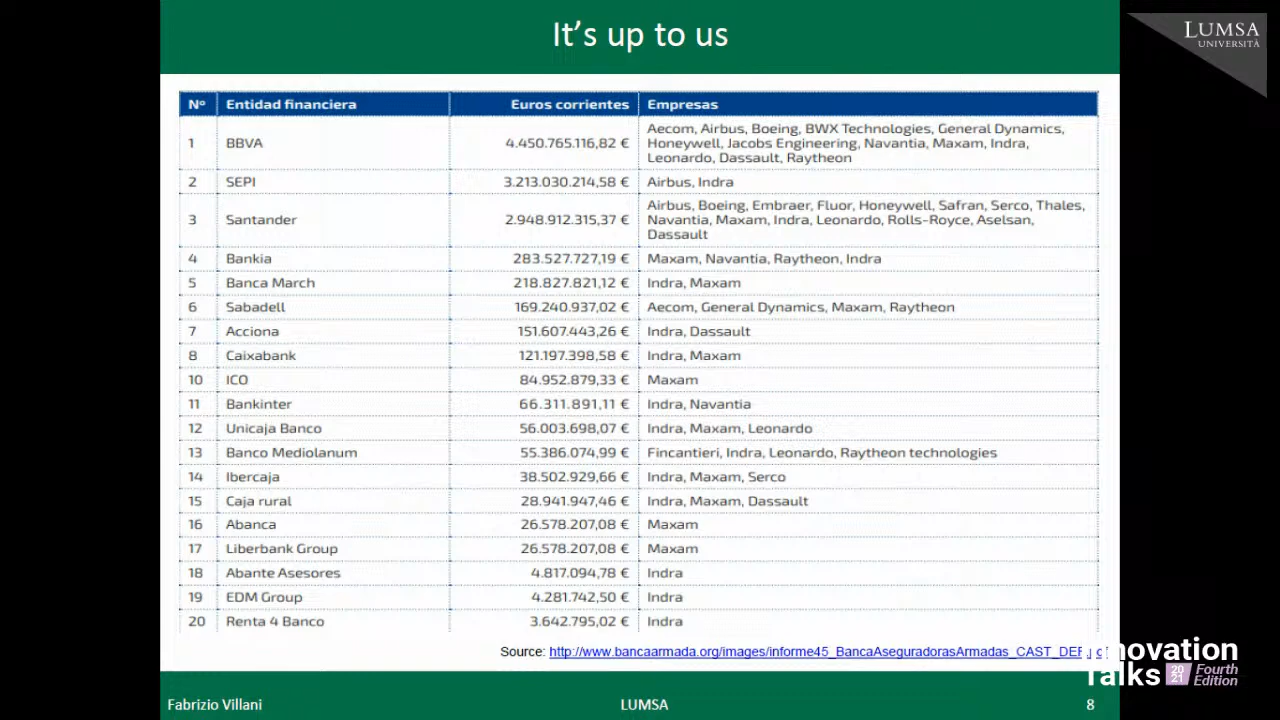 It's up to us
LUMSA
UNIVERSITÀ
Nº Entidad financiera Euros corrientes Empresas
1 BBVA 4.450.765.116,82 € Aecom, Airbus, Boeing, BWX Technologies, General Dynamics,
Honeywell, Jacobs Engineering, Navantia, Maxam, Indra,
Leonardo, Dassault, Raytheon
2 SEPI 3.213.030.214,58 € Airbus, Indra
3 Santander 2.948.912.315,37 € Airbus, Boeing, Embraer, Fluor, Honeywell, Safran, Serco, Thales,
Navantia, Maxam, Indra, Leonardo, Rolls-Royce, Aselsan,
Dassault
4 Bankia 283.527.727,19 € Maxam, Navantia, Raytheon, Indra
5 Banca March 218.827.821,12 € Indra, Maxam
6 Sabadell 169.240.937,02 € Aecom, General Dynamics, Maxam, Raytheon
7 Acciona 151.607.443,26 € Indra, Dassault
8 Caixabank 121.197.398,58 € Indra, Maxam
10 ICO 84.952.879,33 € Maxam
11 Bankinter 66.311.891,11 € Indra, Navantia
12 Unicaja Banco 56.003.698,07 € Indra, Maxam, Leonardo
13 Banco Mediolanum 55.386.074,99 € Fincantieri, Indra, Leonardo, Raytheon technologies
14 Ibercaja 38.502.929,66 € Indra, Maxam, Serco
15 Caja rural 28.941.947,46 € Indra, Maxam, Dassault
16 Abanca 26.578.207,08 € Maxam
17 Liberbank Group 26.578.207,08 € Maxam
18 Abante Asesores 4.817.094,78 € Indra
19 EDM Group 4.281.742,50 € Indra
20 Renta 4 Banco 3.642.795,02 € Indra
Source: http://www.bancaarmada.org/images/informe45_BancaAseguradorasArmadas_CAST_DEF
Talks 2021 Fourth
Edition
Fabrizio Villani LUMSA 8